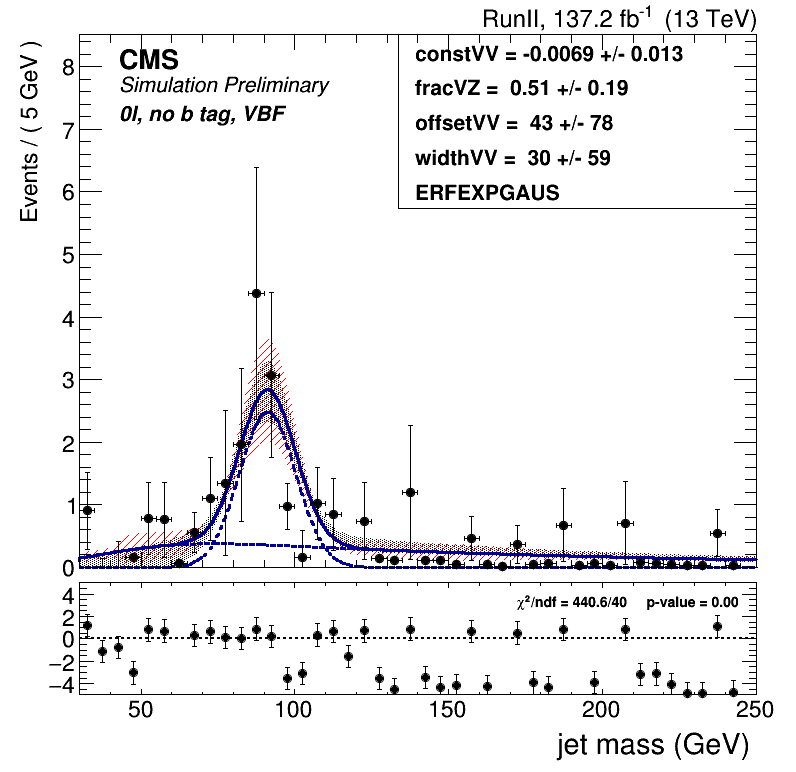 RunII, 137.2 fb⁻¹ (13 TeV)
CMS
Simulation Preliminary
0l, no b tag, VBF
constVV = -0.0069 +/- 0.013
fracVZ = 0.51 +/- 0.19
offsetVV = 43 +/- 78
widthVV = 30 +/- 59
ERFEXPGAUS
Events / ( 5 GeV )
8
7
6
5
4
3
2
1
0
χ²/ndf = 440.6/40 p-value = 0.00
4
2
0
−2
−4
50 100 150 200 250
jet mass (GeV)